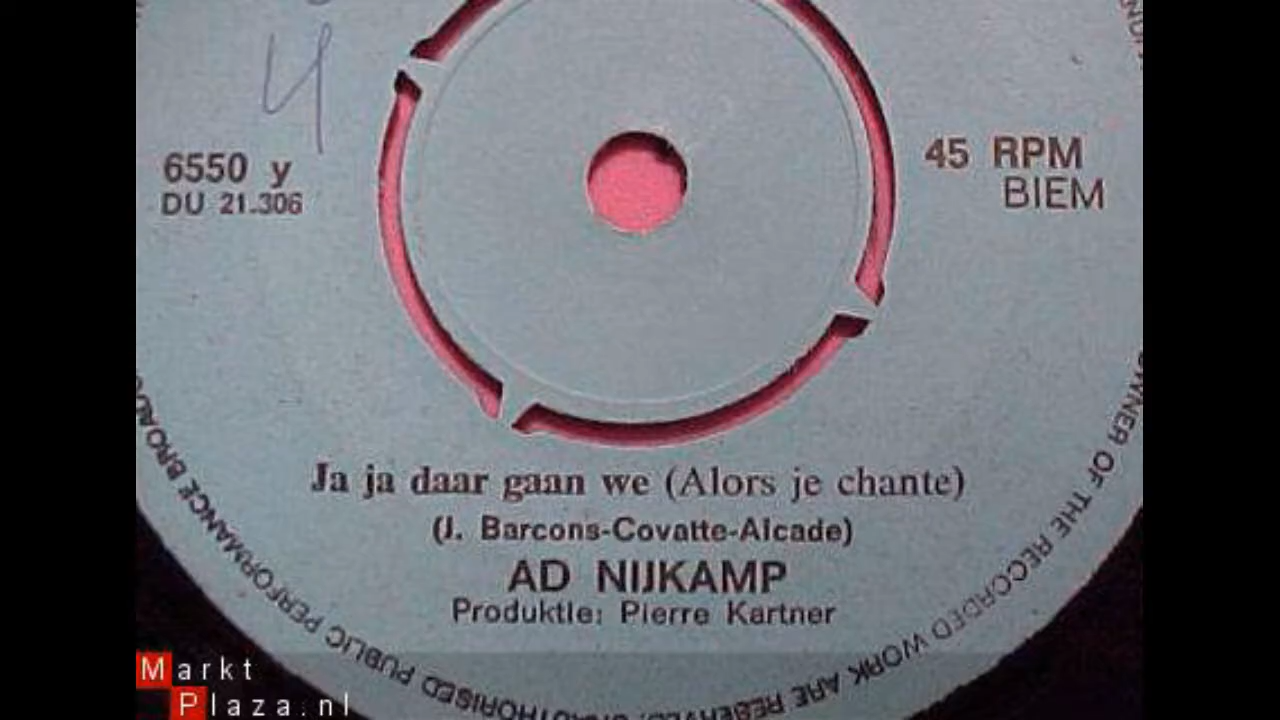 4
6550 y
DU 21.306
45 RPM
BIEM
Ja ja daar gaan we (Alors je chante)
(J. Barcons-Covatte-Alcade)
AD NIJKAMP
Produktie: Pierre Kartner
OWNER OF THE RECORDED WORK ARE RESERVED. UNAUTHORISED PUBLIC PERFORMANCE
Markt
Plaza.nl